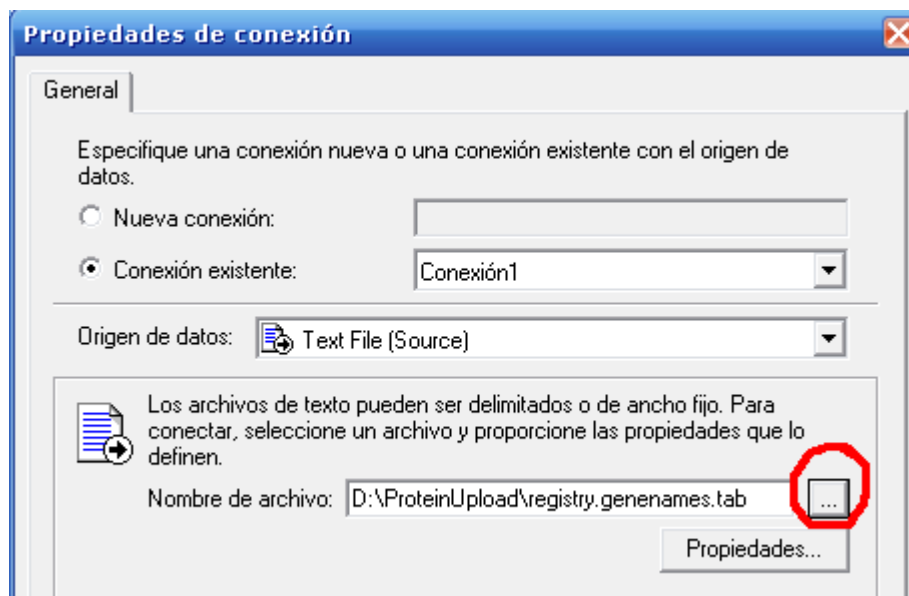 Propiedades de conexión
General
Especifique una conexión nueva o una conexión existente con el origen de
datos.
Nueva conexión:
Conexión existente: Conexión1
Origen de datos: Text File (Source)
Los archivos de texto pueden ser delimitados o de ancho fijo. Para
conectar, seleccione un archivo y proporcione las propiedades que lo
definen.
Nombre de archivo: D:\ProteinUpload\registry.genenames.tab ...
Propiedades...